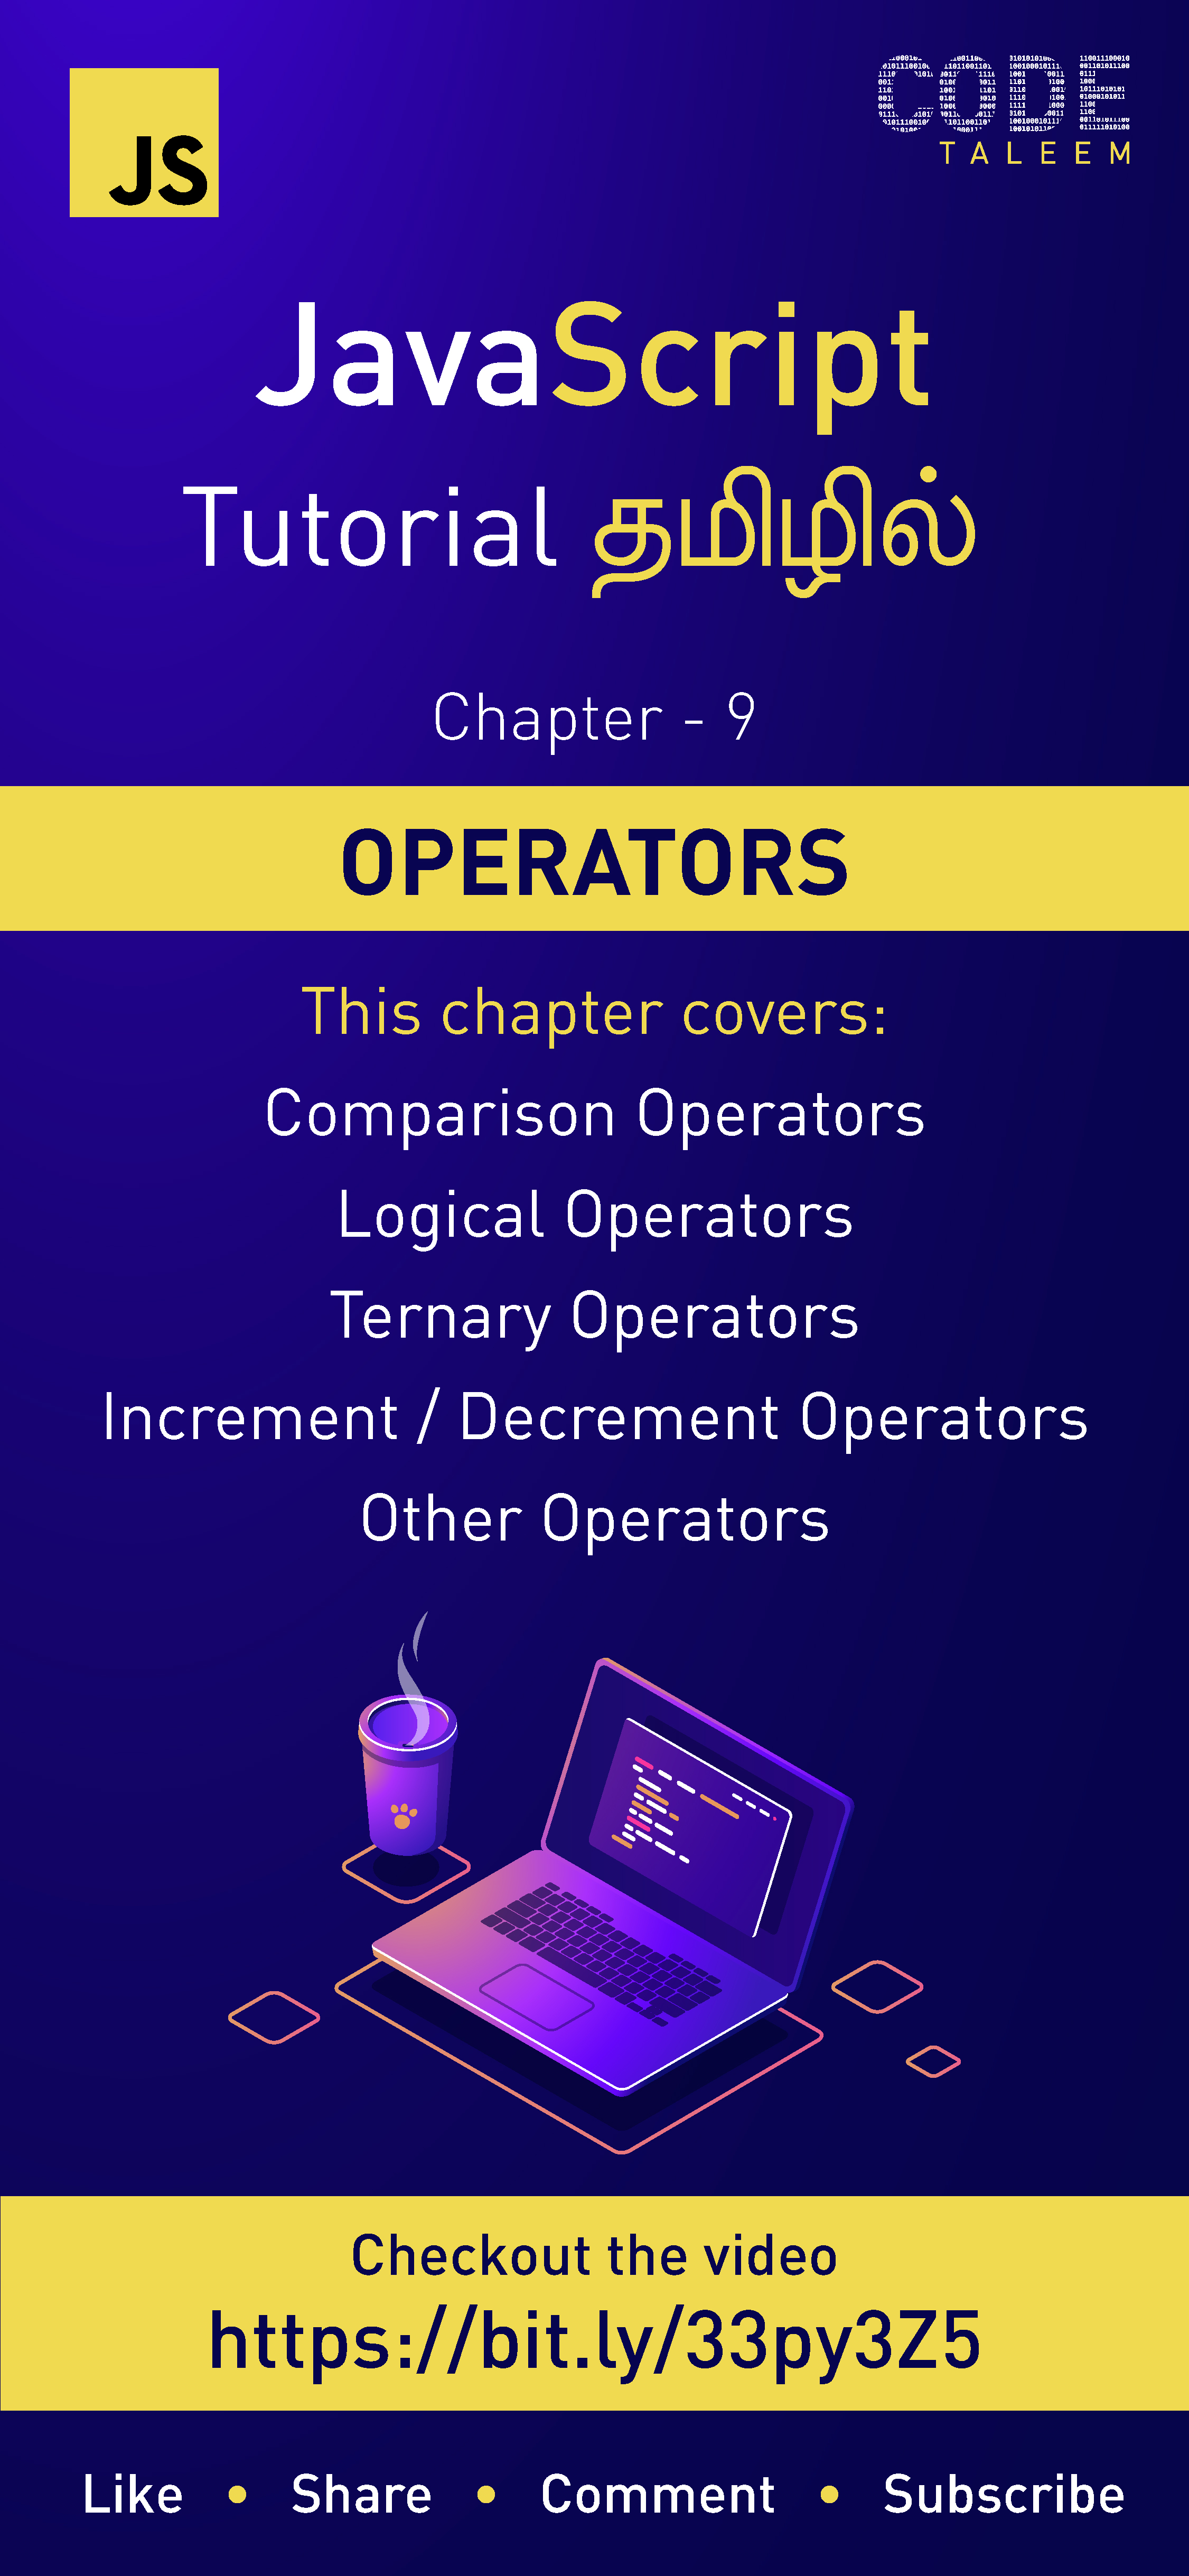 JS
CODE
TALEEM
JavaScript
Tutorial தமிழில்
Chapter - 9
OPERATORS
This chapter covers:
Comparison Operators
Logical Operators
Ternary Operators
Increment / Decrement Operators
Other Operators
Checkout the video
https://bit.ly/33py3Z5
Like • Share • Comment • Subscribe